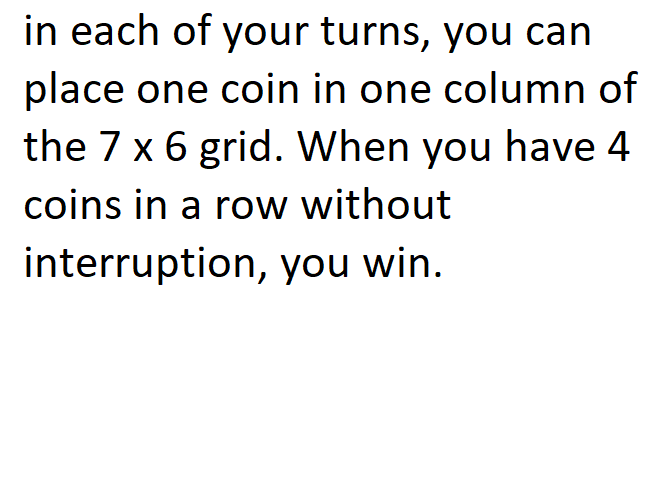 in each of your turns, you can
place one coin in one column of
the 7 x 6 grid. When you have 4
coins in a row without
interruption, you win.